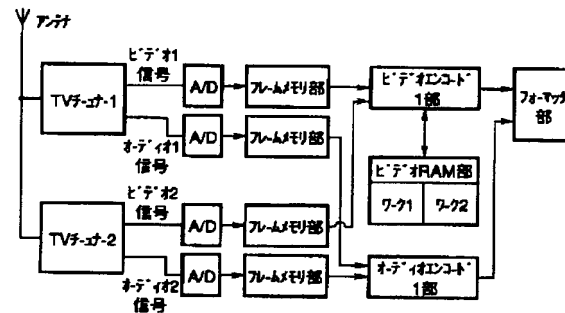 アンテナ
ビデオ1
信号
A/D
フレームメモリ部
ビデオエンコード
1部
フォーマッタ
部
TVチューナ-1
オーディオ1
信号
A/D
フレームメモリ部
ビデオRAM部
ワーク1
ワーク2
ビデオ2
信号
A/D
フレームメモリ部
TVチューナ-2
オーディオ2
信号
A/D
フレームメモリ部
オーディオエンコード
1部